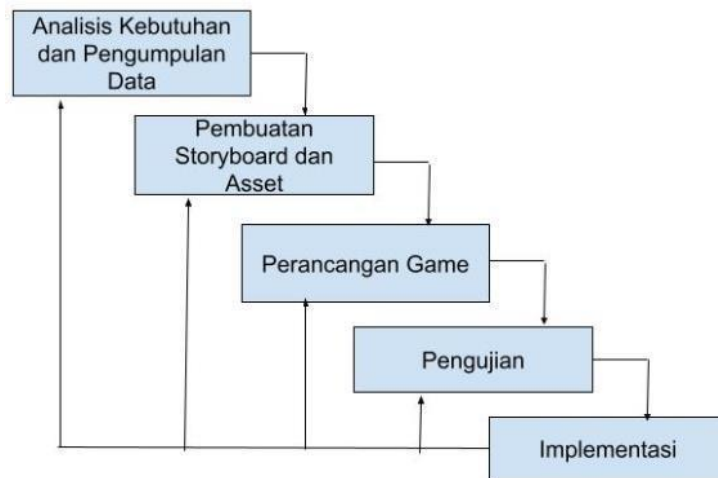 Analisis Kebutuhan
dan Pengumpulan
Data
Pembuatan
Storyboard dan
Asset
Perancangan Game
Pengujian
Implementasi